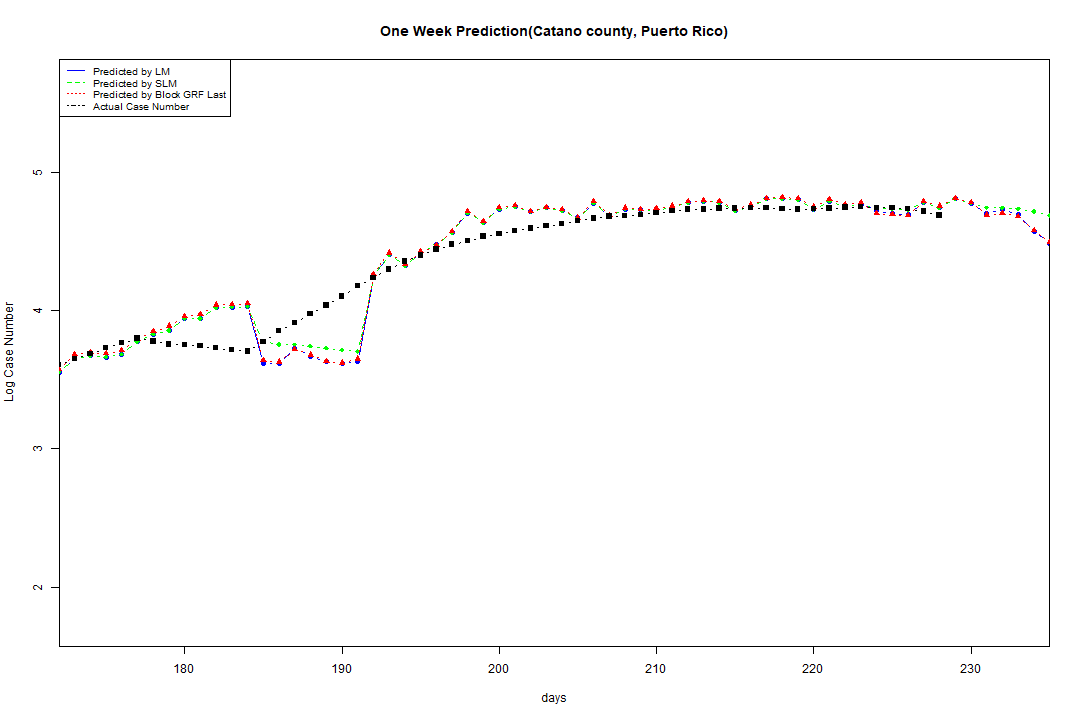 One Week Prediction(Catano county, Puerto Rico)
Predicted by LM
Predicted by SLM
Predicted by Block GRF Last
Actual Case Number
5
4
3
2
Log Case Number
180 190 200 210 220 230
days